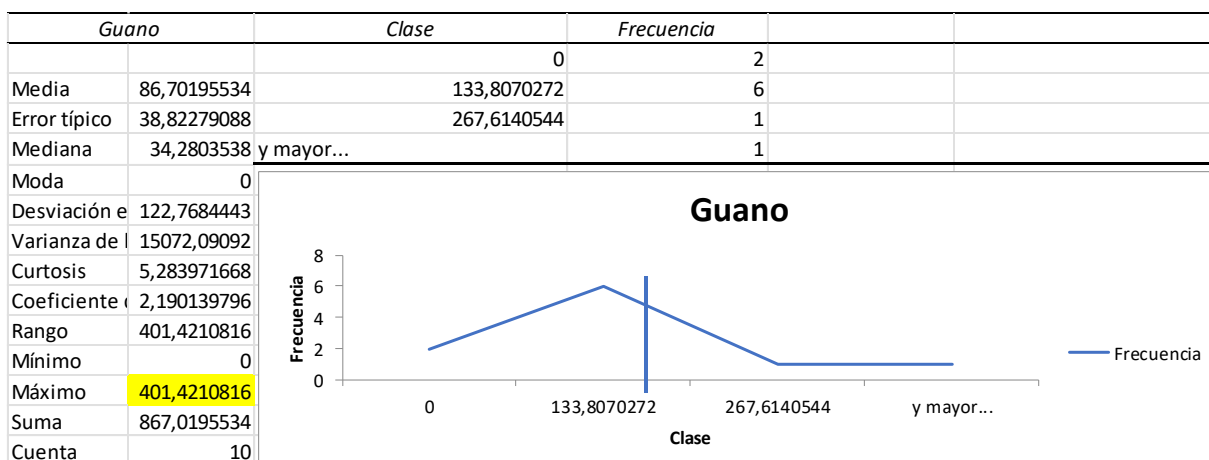 Guano Clase Frecuencia
0 2
Media 86,70195534 133,8070272 6
Error típico 38,82279088 267,6140544 1
Mediana 34,2803538 y mayor... 1
Moda 0
Desviación e 122,7684443
Varianza de l 15072,09092
Curtosis 5,283971668
Coeficiente 2,190139796
Rango 401,4210816
Mínimo 0
Máximo 401,4210816
Suma 867,0195534
Cuenta 10
Guano
Frecuencia
8
6
4
2
0
0 133,8070272 267,6140544 y mayor...
Clase
Frecuencia